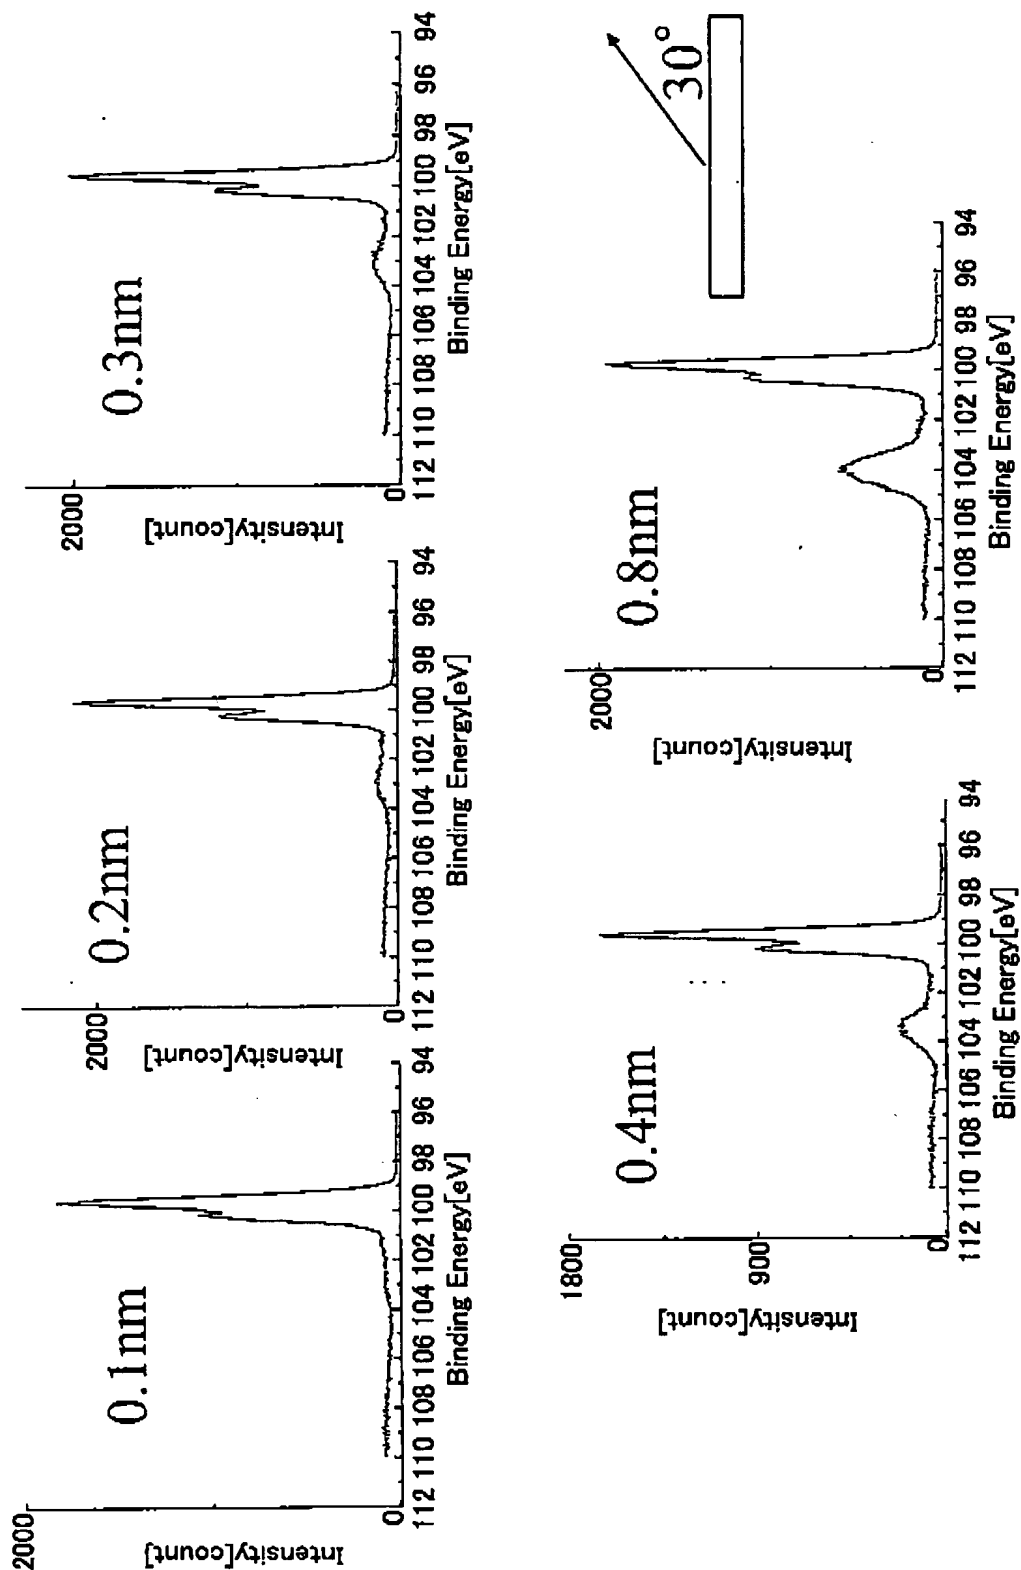 0.1nm
Intensity[count]
2000
0
112 110 108 106 104 102 100 98 96 94
Binding Energy[eV]
0.2nm
Intensity[count]
2000
0
112 110 108 106 104 102 100 98 96 94
Binding Energy[eV]
0.3nm
Intensity[count]
2000
0
112 110 108 106 104 102 100 98 96 94
Binding Energy[eV]
0.4nm
Intensity[count]
1800
900
0
112 110 108 106 104 102 100 98 96 94
Binding Energy[eV]
0.8nm
Intensity[count]
2000
0
112 110 108 106 104 102 100 98 96 94
Binding Energy[eV]
30°